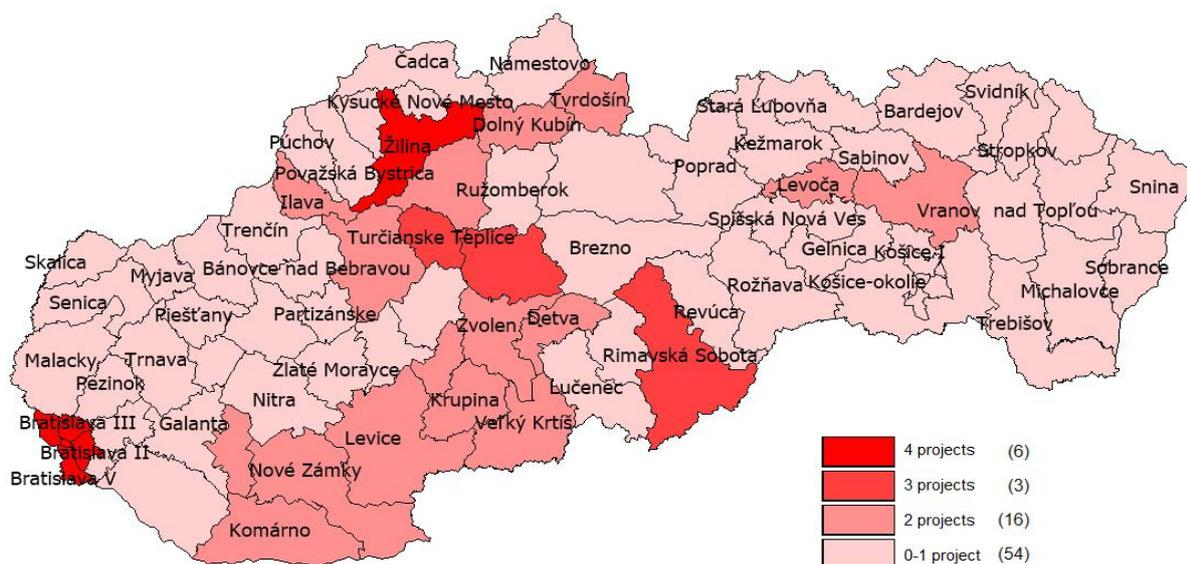 Čadca
Námestovo
Kysucké Nové Mesto
Tvrdošín
Dolný Kubín
Stará Ľubovňa
Svidník
Bardejov
Púchov
Žilina
Kežmarok
Sabinov
Stropkov
Považská Bystrica
Ružomberok
Poprad
Levoča
Snina
Ilava
Vranov nad Topľou
Trenčín
Turčianske Teplice
Spišská Nová Ves
Brezno
Gelnica
Košice I
Skalica
Myjava
Bánovce nad Bebravou
Sobrance
Rožňava
Košice-okolie
Michalovce
Senica
Piešťany
Partizánske
Zvolen
Detva
Revúca
Trebišov
Malacky
Trnava
Rimavská Sobota
Pezinok
Zlaté Moravce
Lučenec
Nitra
Krupina
Bratislava III
Galanta
Veľký Krtíš
Levice
Bratislava II
Nové Zámky
Bratislava V
Komárno
4 projects (6)
3 projects (3)
2 projects (16)
0-1 project (54)